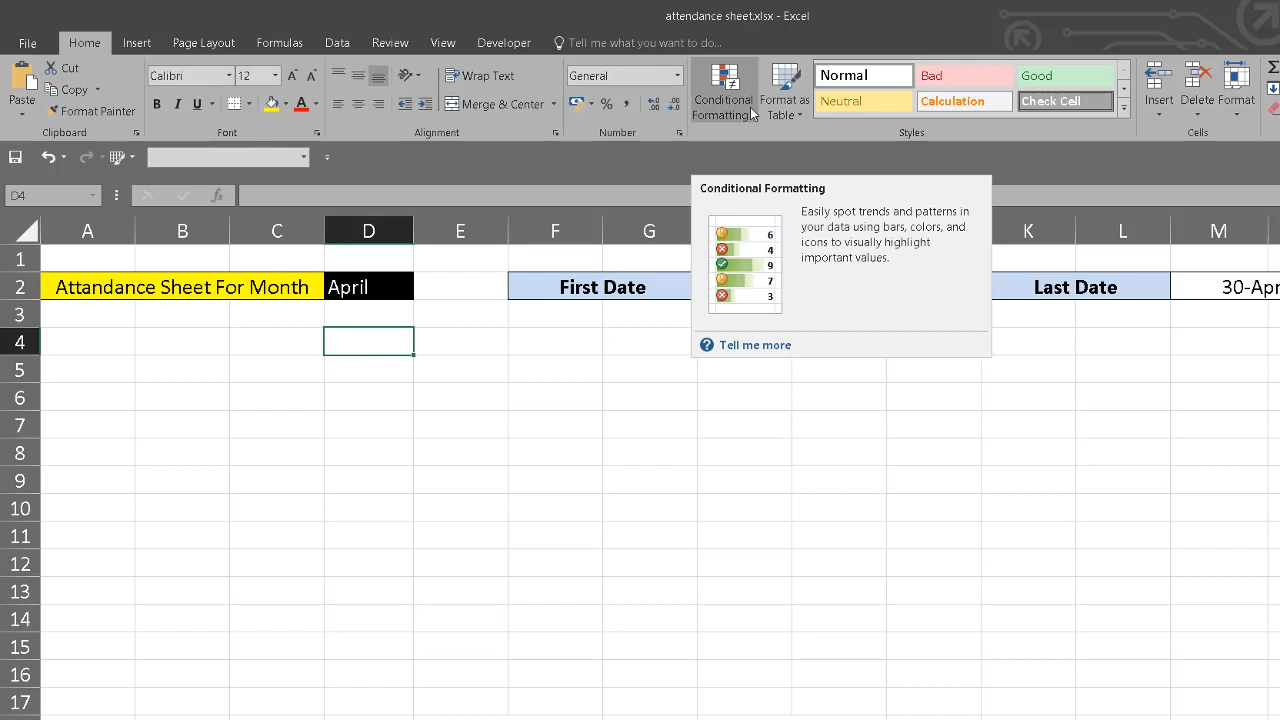 attendance sheet.xlsx - Excel
File Home Insert Page Layout Formulas Data Review View Developer Tell me what you want to do...
Paste
Cut
Copy
Format Painter
Clipboard
Calibri 12
B I U
Font
Wrap Text
Merge & Center
Alignment
General
% ,
Number
Conditional Formatting
Format as Table
Normal Bad Good
Neutral Calculation Check Cell
Styles
Insert Delete Format
Cells
D4 fx
Conditional Formatting
Easily spot trends and patterns in
your data using bars, colors, and
icons to visually highlight
important values.
6
4
9
7
3
Tell me more
A B C D E F G K L M
1
2 Attandance Sheet For Month April First Date Last Date 30-Apr
3
4
5
6
7
8
9
10
11
12
13
14
15
16
17